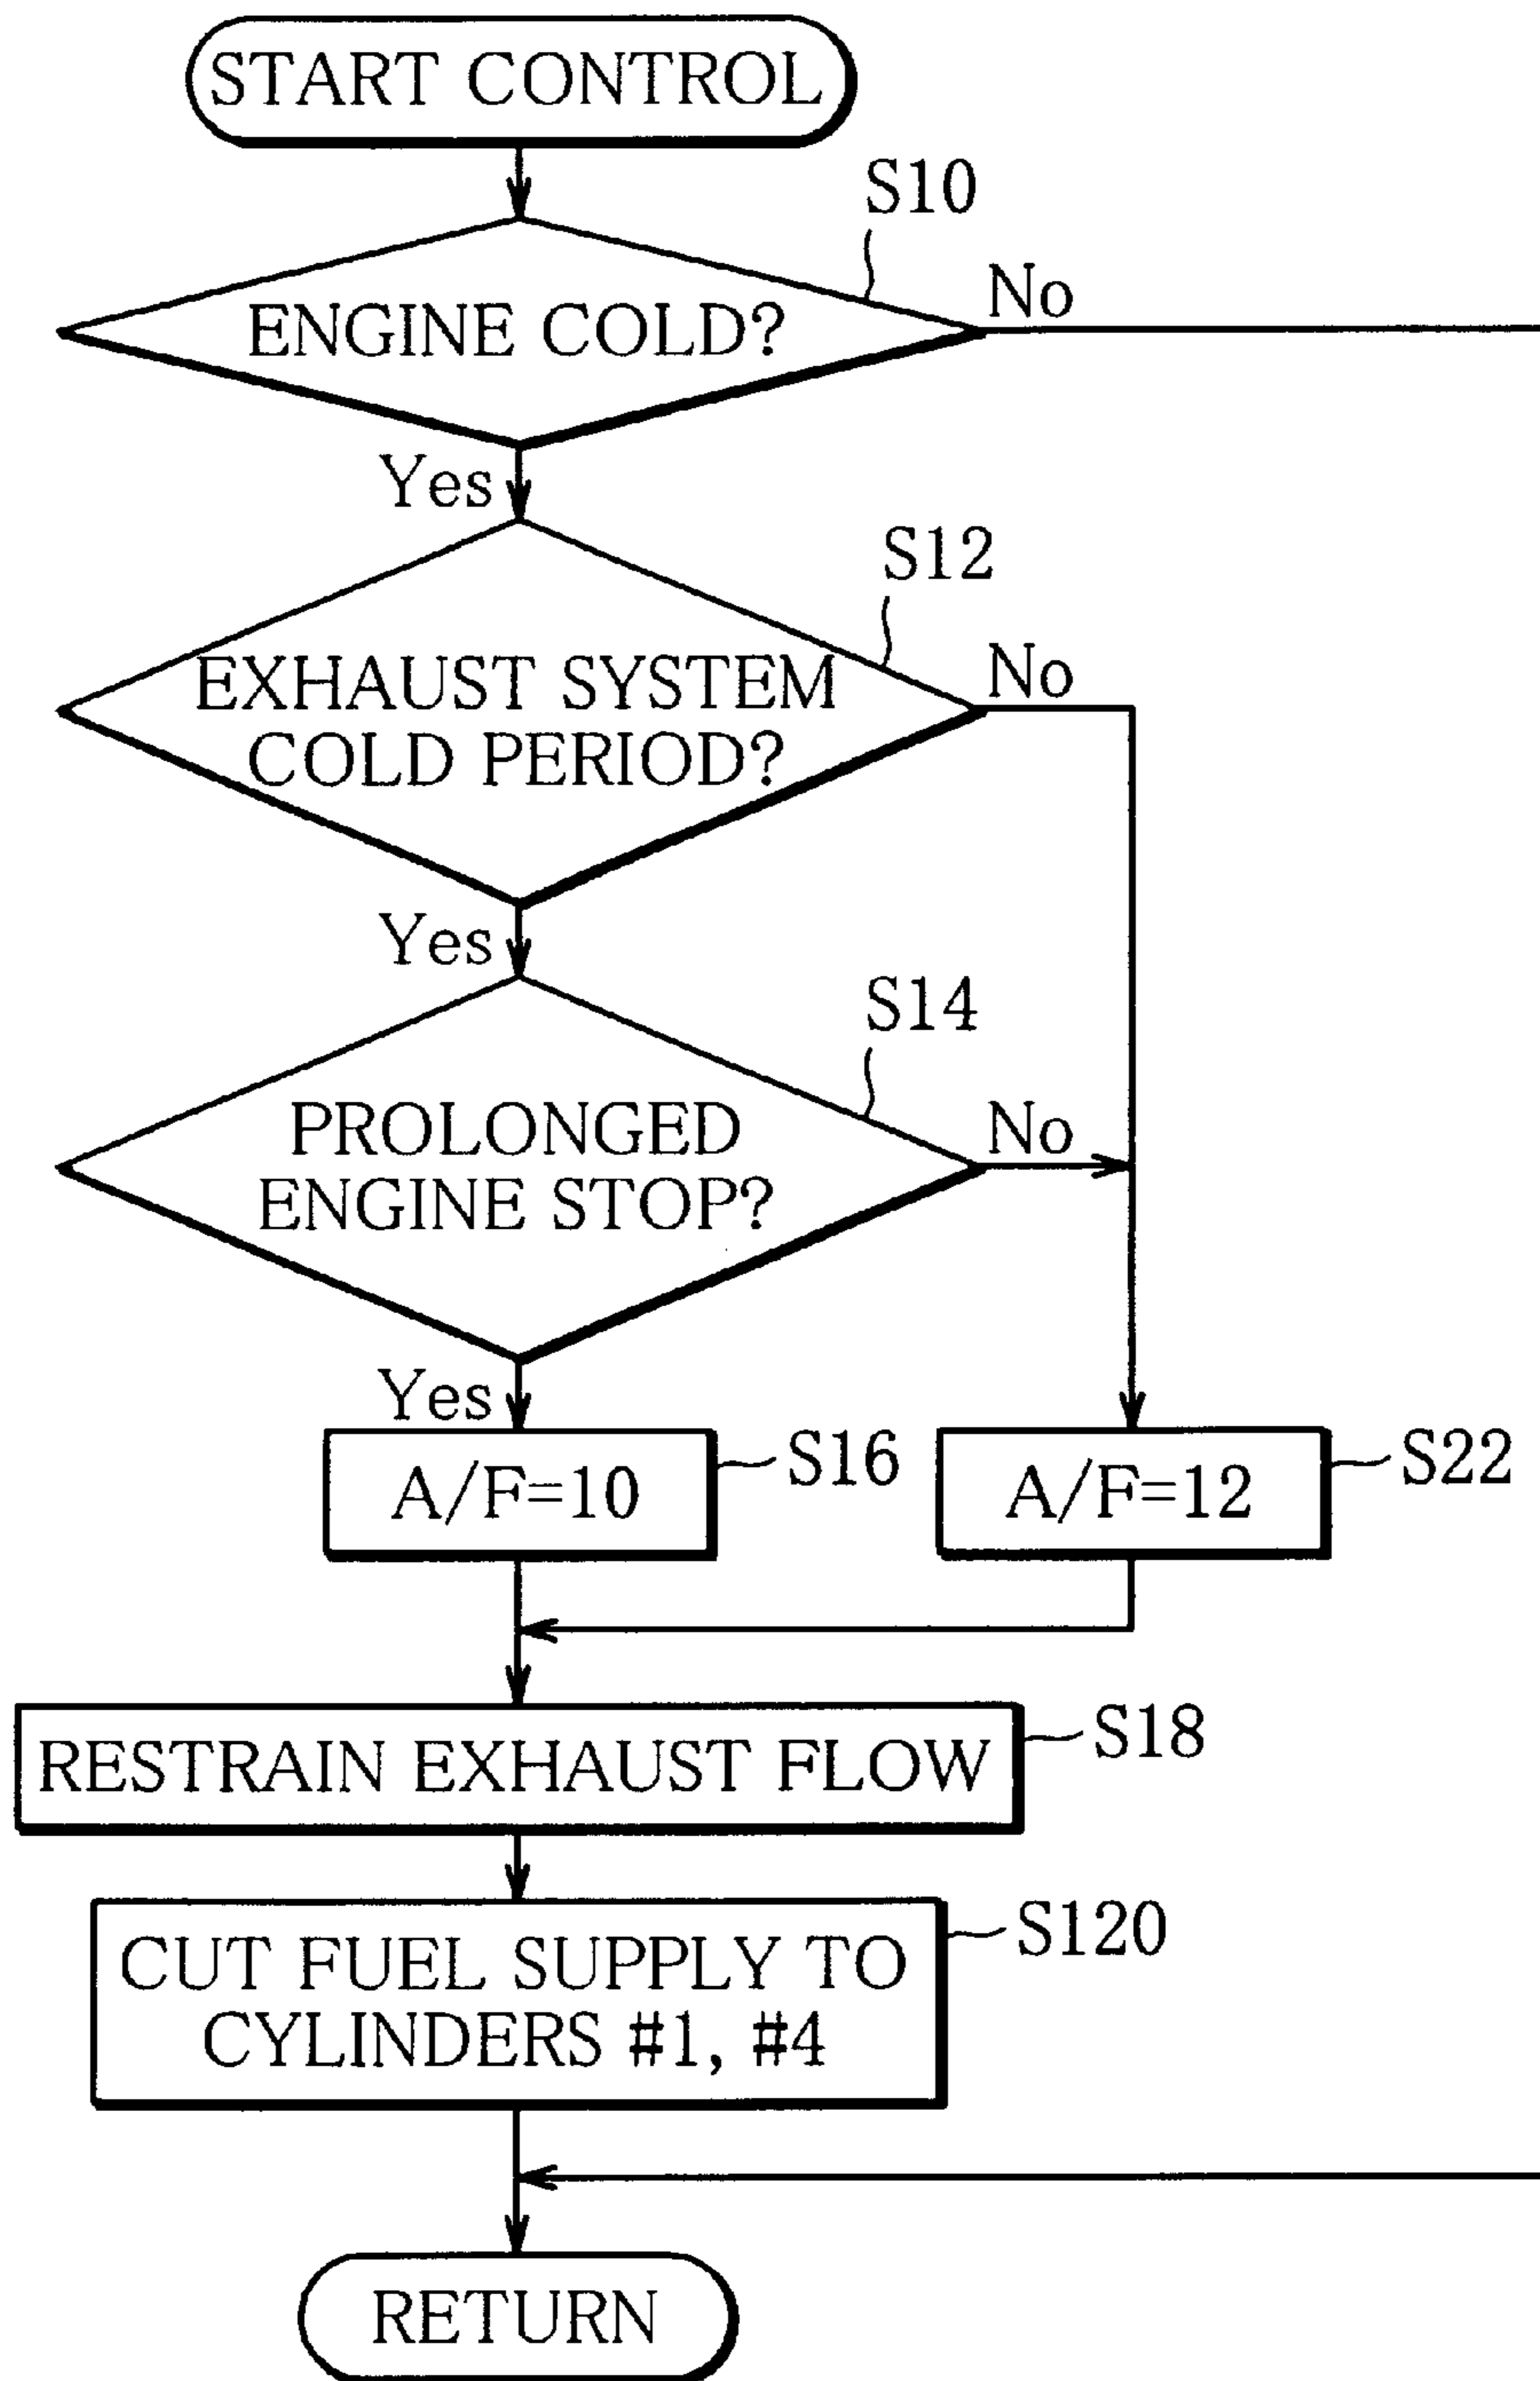 START CONTROL
S10
ENGINE COLD?
No
Yes
S12
EXHAUST SYSTEM
COLD PERIOD?
No
Yes
S14
PROLONGED
ENGINE STOP?
No
Yes
A/F=10
S16
A/F=12
S22
RESTRAIN EXHAUST FLOW
S18
CUT FUEL SUPPLY TO
CYLINDERS #1, #4
S120
RETURN